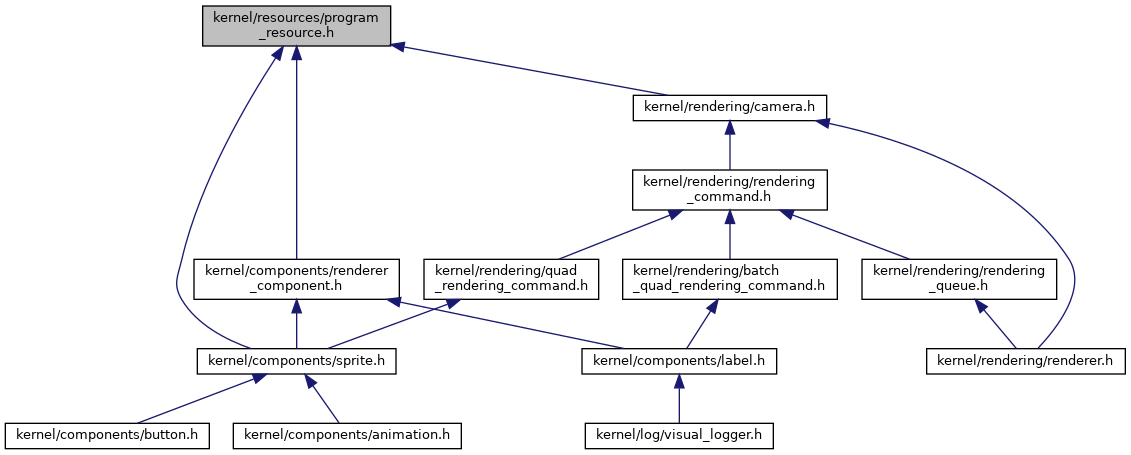 kernel/resources/program
_resource.h
kernel/rendering/camera.h
kernel/rendering/rendering
_command.h
kernel/components/renderer
_component.h
kernel/rendering/quad
_rendering_command.h
kernel/rendering/batch
_quad_rendering_command.h
kernel/rendering/rendering
_queue.h
kernel/components/sprite.h
kernel/components/label.h
kernel/rendering/renderer.h
kernel/components/button.h
kernel/components/animation.h
kernel/log/visual_logger.h